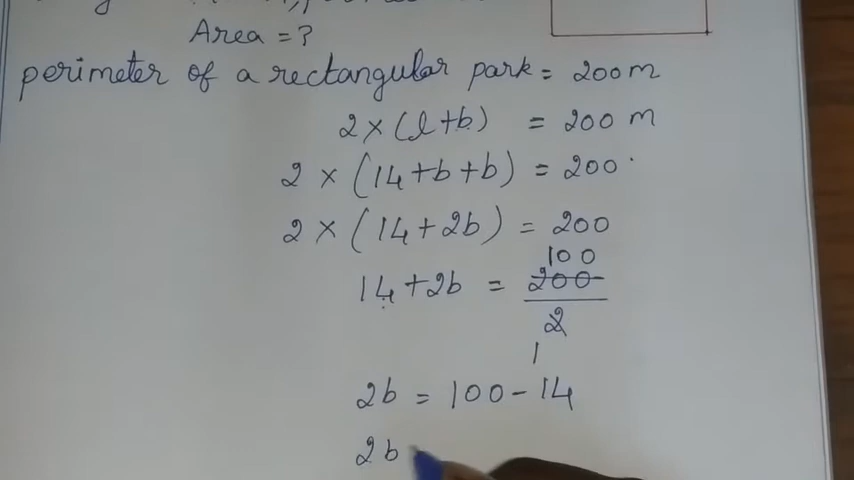 Area = ?
perimeter of a rectangular park = 200 m
2 × (l + b) = 200 m
2 × (14 + b + b) = 200
2 × (14 + 2b) = 200
100
14 + 2b = 200
2
1
2b = 100 - 14
2b